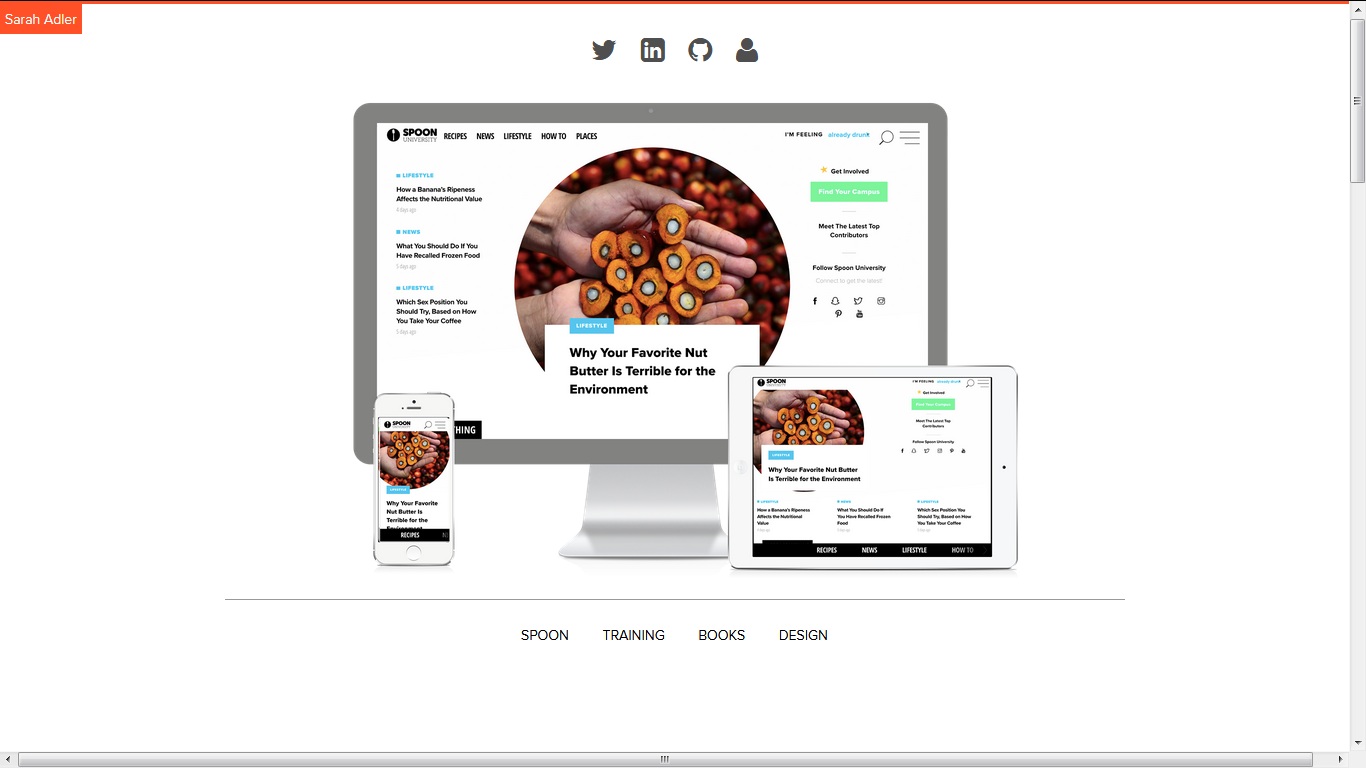 Sarah Adler
SPOON
UNIVERSITY
RECIPES NEWS LIFESTYLE HOW TO PLACES
I'M FEELING already drunk
LIFESTYLE
How a Banana's Ripeness
Affects the Nutritional Value
4 days ago
NEWS
What You Should Do If You
Have Recalled Frozen Food
5 days ago
LIFESTYLE
Which Sex Position You
Should Try, Based on How
You Take Your Coffee
5 days ago
LIFESTYLE
Why Your Favorite Nut
Butter Is Terrible for the
Environment
Get Involved
Find Your Campus
Meet The Latest Top
Contributors
Follow Spoon University
Connect to get the latest!
THING
SPOON
UNIVERSITY
LIFESTYLE
Why Your Favorite
Nut Butter Is
Terrible for the
Environment
RECIPES
SPOON
UNIVERSITY
I'M FEELING already drunk
Get Involved
Find Your Campus
Meet The Latest Top
Contributors
Follow Spoon University
LIFESTYLE
Why Your Favorite Nut Butter
Is Terrible for the Environment
LIFESTYLE
How a Banana's Ripeness
Affects the Nutritional
Value
NEWS
What You Should Do If
You Have Recalled Frozen
Food
LIFESTYLE
Which Sex Position You
Should Try, Based on How
You Take Your Coffee
RECIPES NEWS LIFESTYLE HOW TO
SPOON TRAINING BOOKS DESIGN